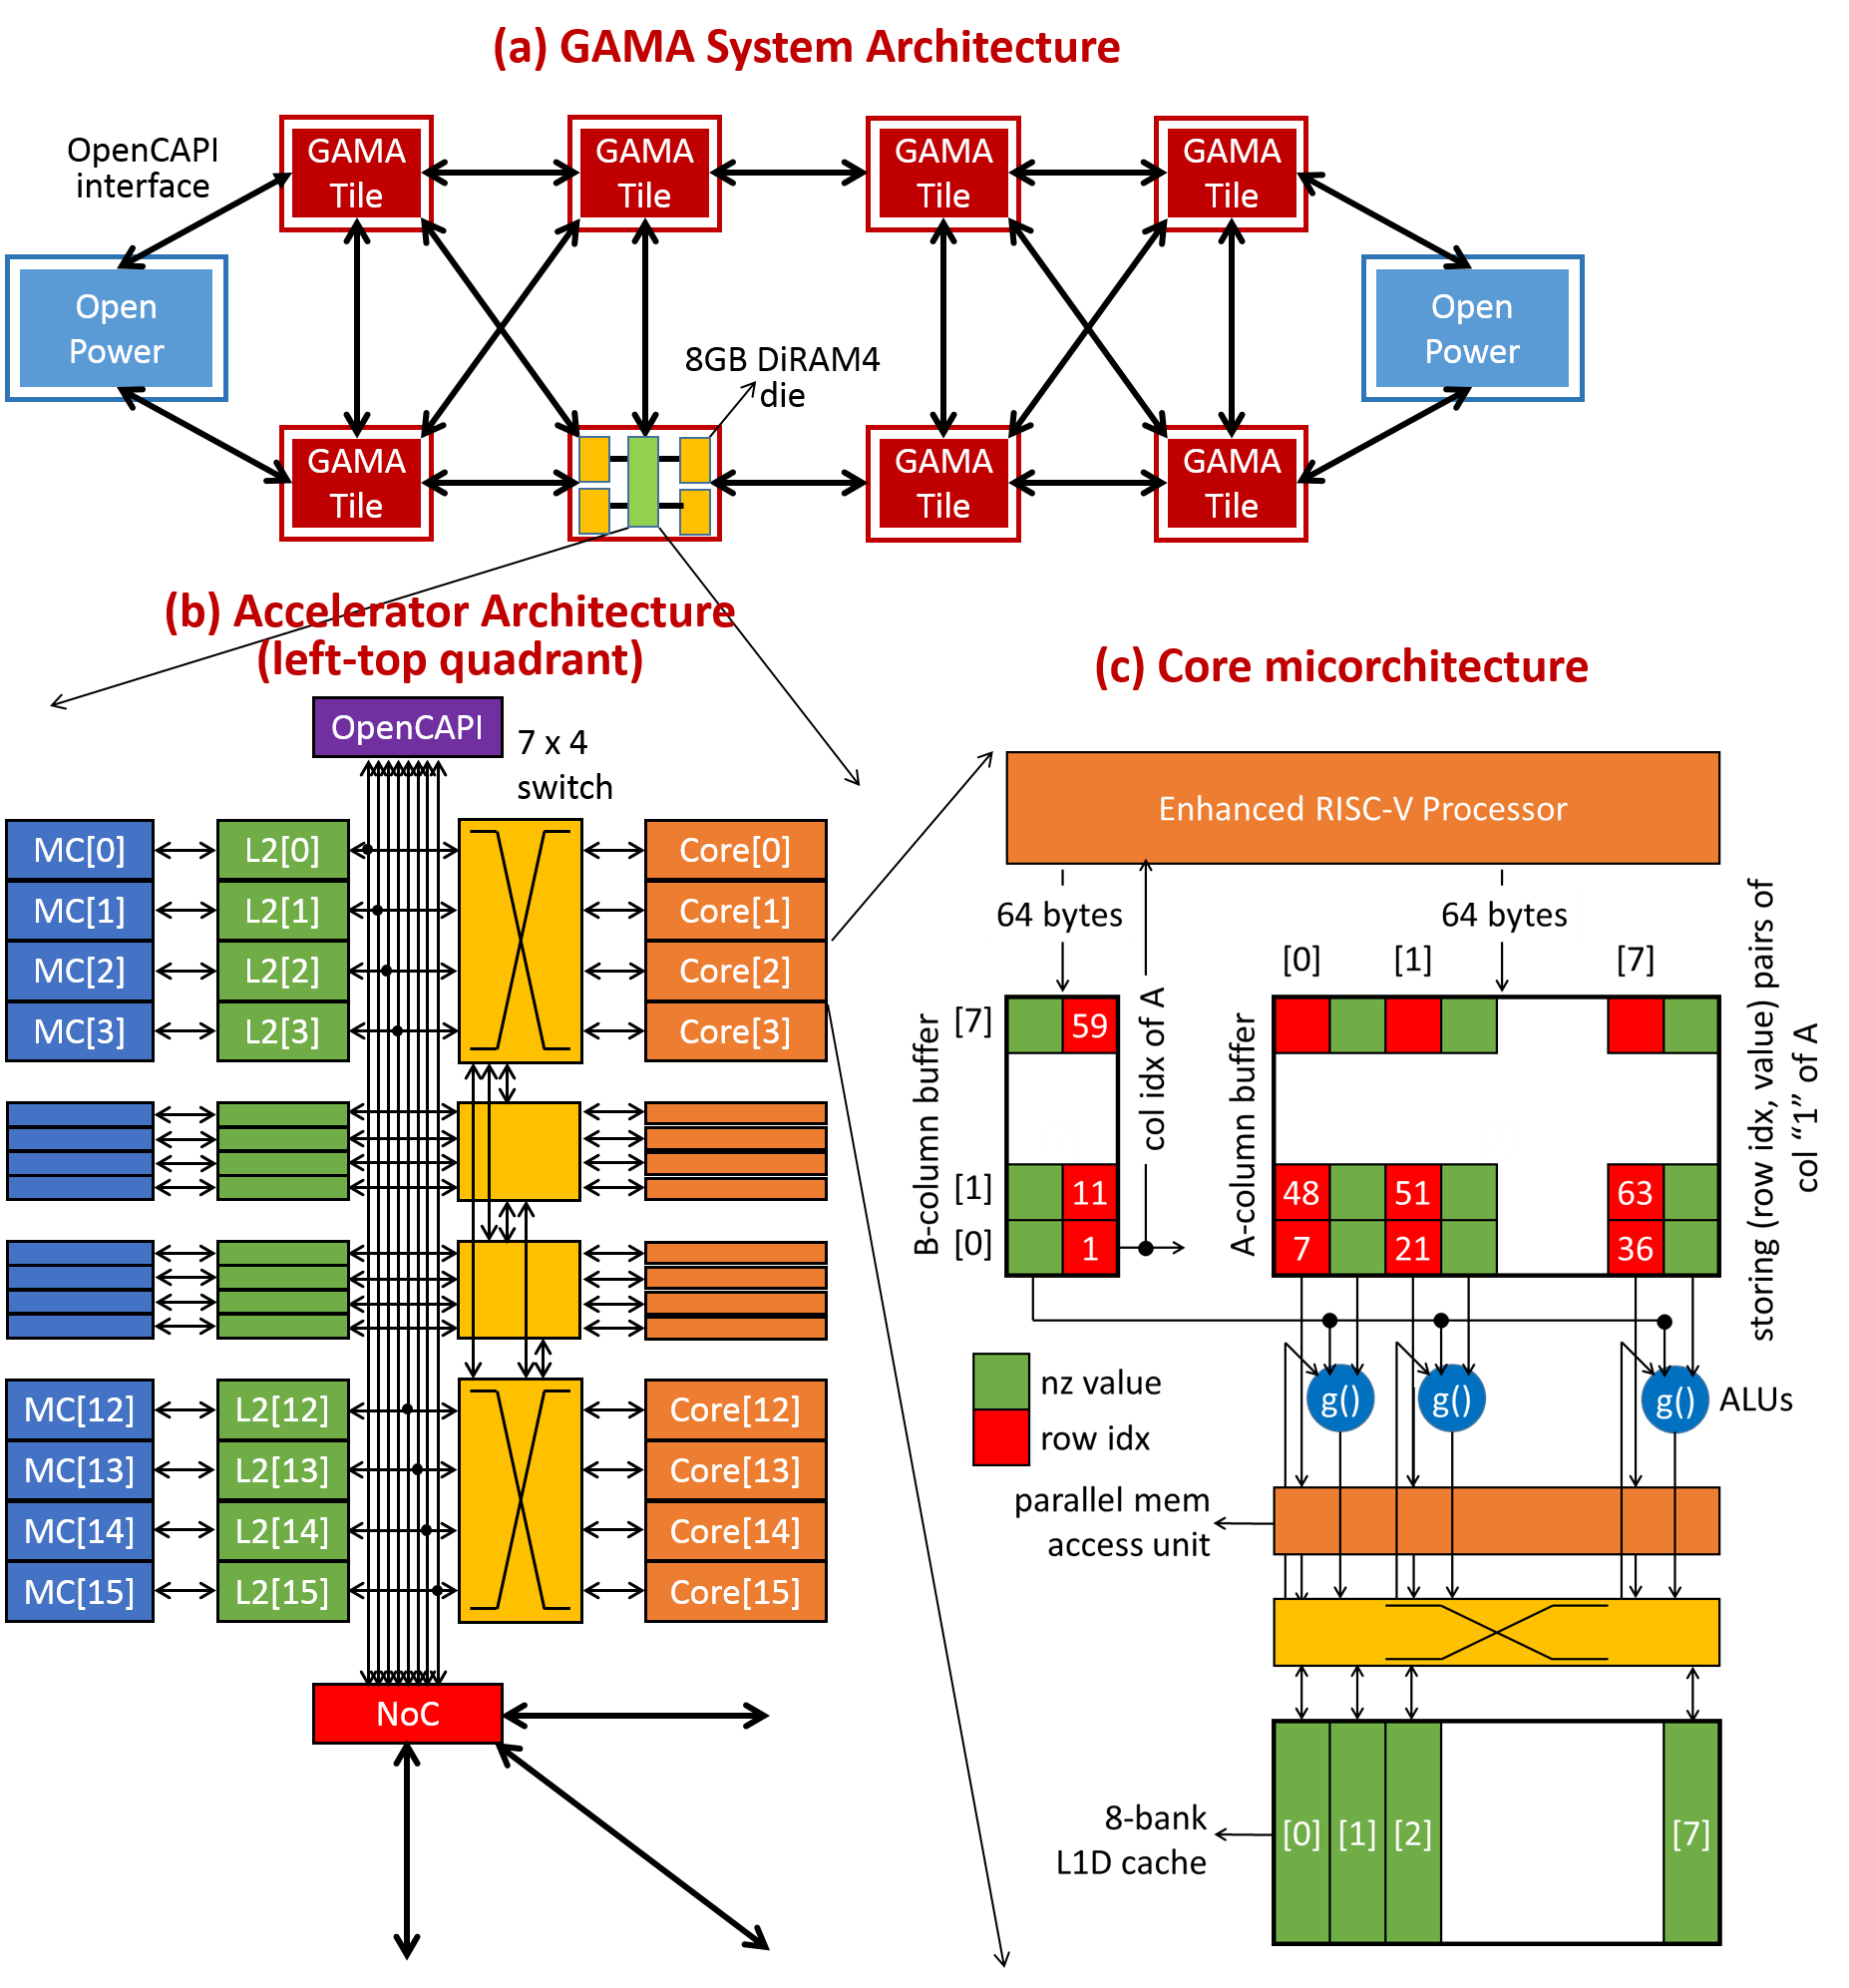 (a) GAMA System Architecture
OpenCAPI
interface
GAMA
Tile
GAMA
Tile
GAMA
Tile
GAMA
Tile
Open
Power
Open
Power
8GB DiRAM4
die
GAMA
Tile
GAMA
Tile
GAMA
Tile
(b) Accelerator Architecture
(left-top quadrant)
OpenCAPI
7 x 4
switch
MC[0] L2[0] Core[0]
MC[1] L2[1] Core[1]
MC[2] L2[2] Core[2]
MC[3] L2[3] Core[3]
MC[12] L2[12] Core[12]
MC[13] L2[13] Core[13]
MC[14] L2[14] Core[14]
MC[15] L2[15] Core[15]
NoC
(c) Core micorchitecture
Enhanced RISC-V Processor
64 bytes
64 bytes
[0] [1] [7]
B-column buffer
[7] 59
[1] 11
[0] 1
col idx of A
A-column buffer
48 51 63
7 21 36
storing (row idx, value) pairs of
col “1” of A
nz value
row idx
g() g() g() ALUs
parallel mem
access unit
8-bank
L1D cache
[0] [1] [2] [7]